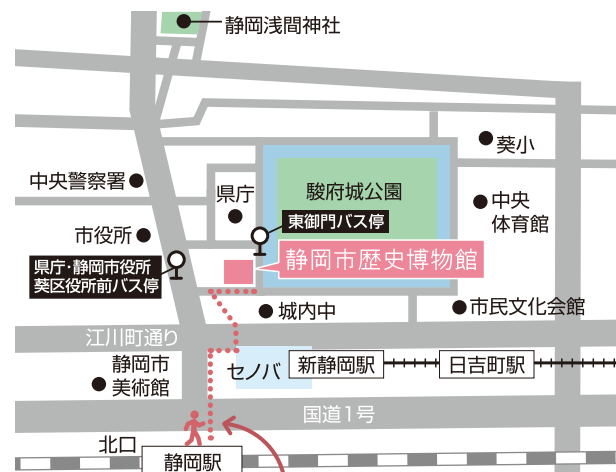 静岡浅間神社
葵小
中央警察署
県庁
駿府城公園
中央
体育館
東御門バス停
市役所
県庁・静岡市役所
葵区役所前バス停
静岡市歴史博物館
城内中
市民文化会館
江川町通り
静岡市
美術館
セノバ
新静岡駅
日吉町駅
国道1号
北口
静岡駅